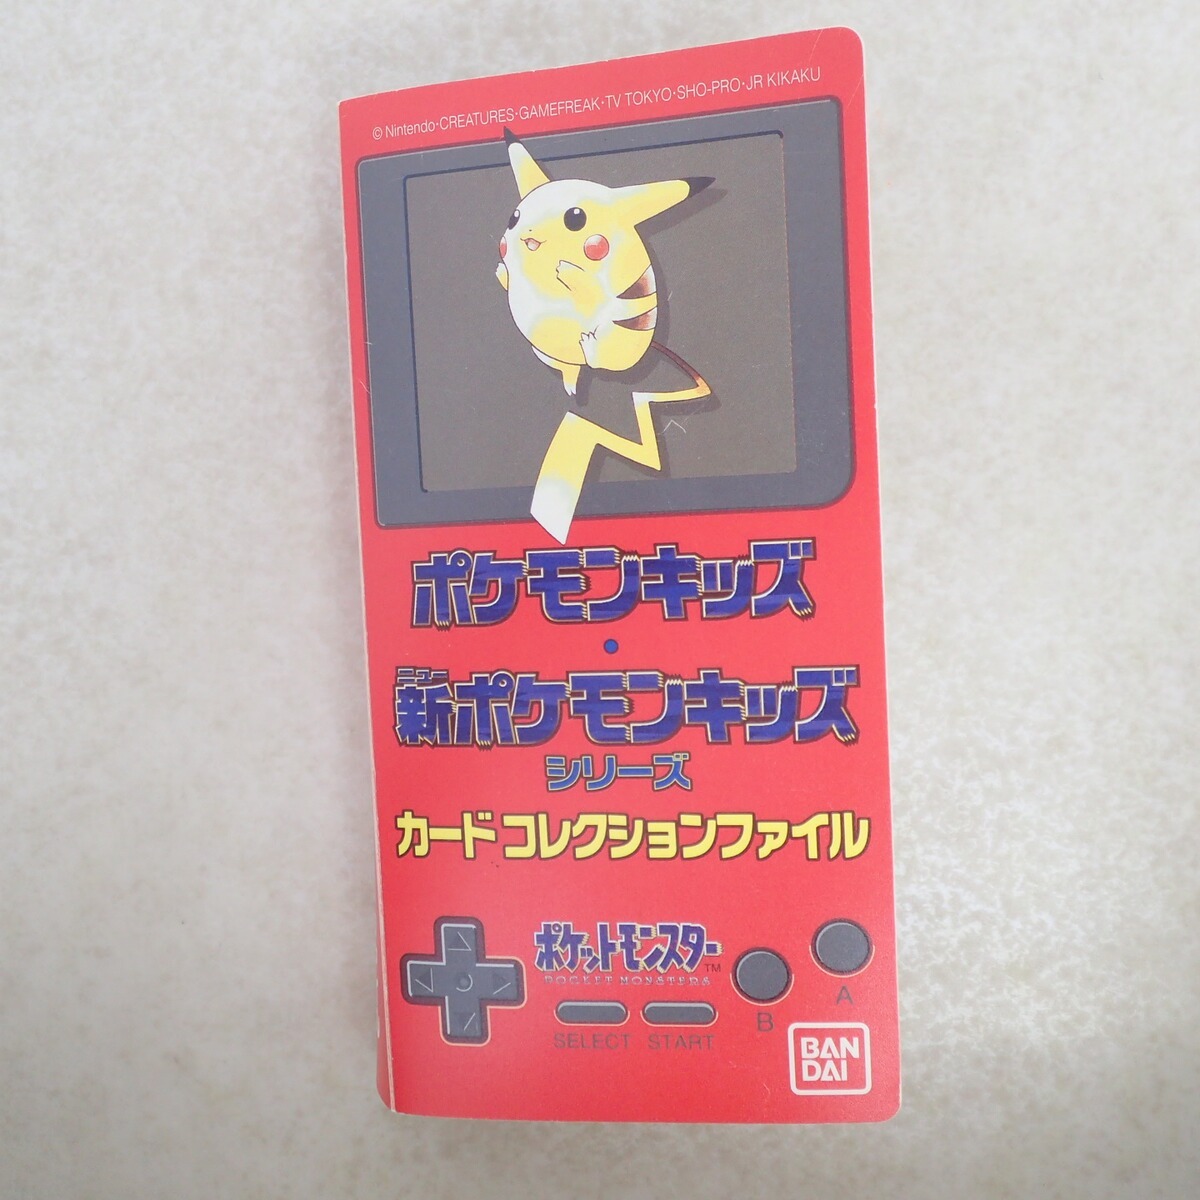 © Nintendo・CREATURES・GAMEFREAK・TV TOKYO・SHO-PRO・JR KIKAKU
ポケモンキッズ
・
ニュー
新ポケモンキッズ
シリーズ
カードコレクションファイル
ポケットモンスター™
POCKET MONSTERS
SELECT START
B
A
BAN
DAI